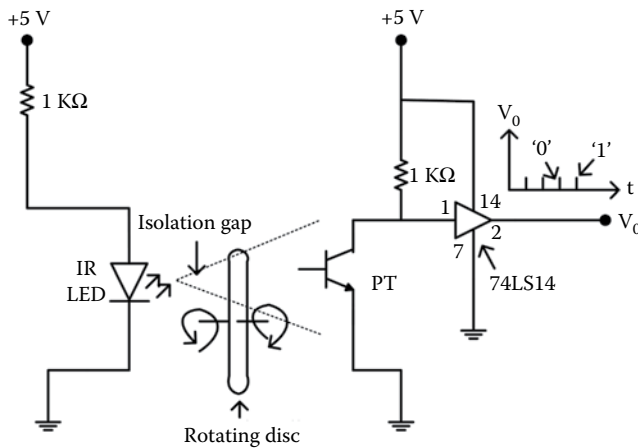 +5 V
+5 V
1 KΩ
V0
'0'
'1'
t
Isolation gap
1 KΩ
1
14
2
V0
7
IR
LED
PT
74LS14
Rotating disc